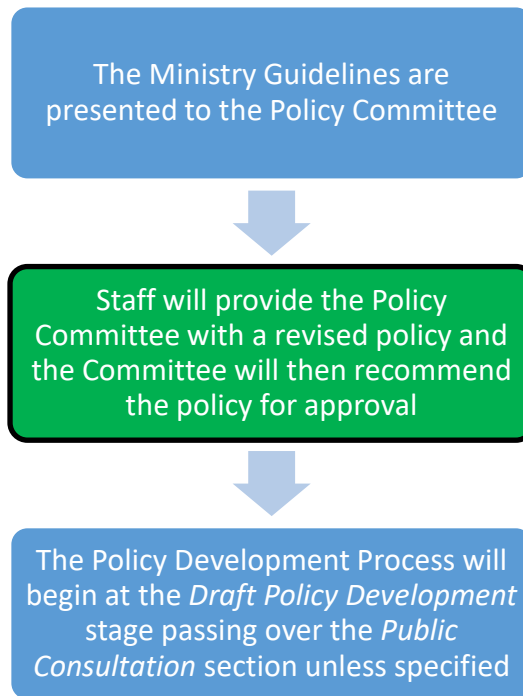 The Ministry Guidelines are
presented to the Policy Committee
Staff will provide the Policy
Committee with a revised policy and
the Committee will then recommend
the policy for approval
The Policy Development Process will
begin at the Draft Policy Development
stage passing over the Public
Consultation section unless specified